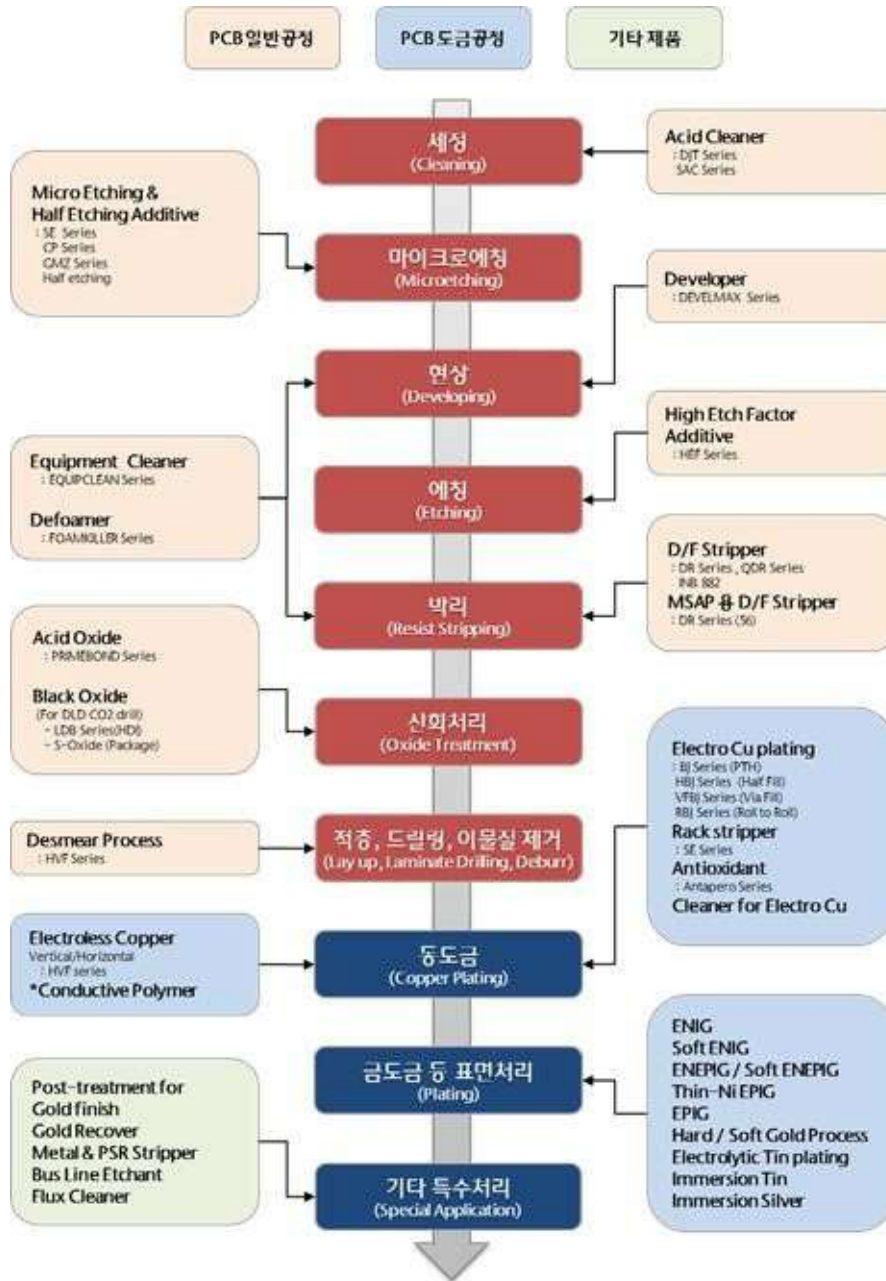 PCB일반공정
PCB도금공정
기타 제품
세정
(Cleaning)
Acid Cleaner
: DJT Series
SAC Series
Micro Etching &
Half Etching Additive
: SE Series
CP Series
GMZ Series
Half etching
마이크로에칭
(Microetching)
Developer
: DEVELMAX Series
현상
(Developing)
High Etch Factor
Additive
: HEF Series
Equipment Cleaner
: EQUIPCLEAN Series
Defoamer
: FOAMKILLER Series
에칭
(Etching)
D/F Stripper
: DR Series , QDR Series
INB 882
MSAP 용 D/F Stripper
: DR Series (S6)
박리
(Resist Stripping)
Acid Oxide
: PRIMEBOND Series
Black Oxide
(For DLD CO2 drill)
- LDB Series(HDI)
- S-Oxide (Package)
산화처리
(Oxide Treatment)
Electro Cu plating
: BJ Series (PTH)
HBJ Series (Half Fill)
VFBJ Series (Via Fill)
RBJ Series (Roll to Roll)
Rack stripper
: SE Series
Antioxidant
: Antapero Series
Cleaner for Electro Cu
Desmear Process
: HVF Series
적층, 드릴링, 이물실 제거
(Lay up, Laminate Drilling, Deburr)
Electroless Copper
Vertical/Horizontal
: HVF series
*Conductive Polymer
동도금
(Copper Plating)
ENIG
Soft ENIG
ENEPIG / Soft ENEPIG
Thin-Ni EPIG
EPIG
Hard / Soft Gold Process
Electrolytic Tin plating
Immersion Tin
Immersion Silver
금도금 등 표면처리
(Plating)
Post-treatment for
Gold finish
Gold Recover
Metal & PSR Stripper
Bus Line Etchant
Flux Cleaner
기타 특수처리
(Special Application)